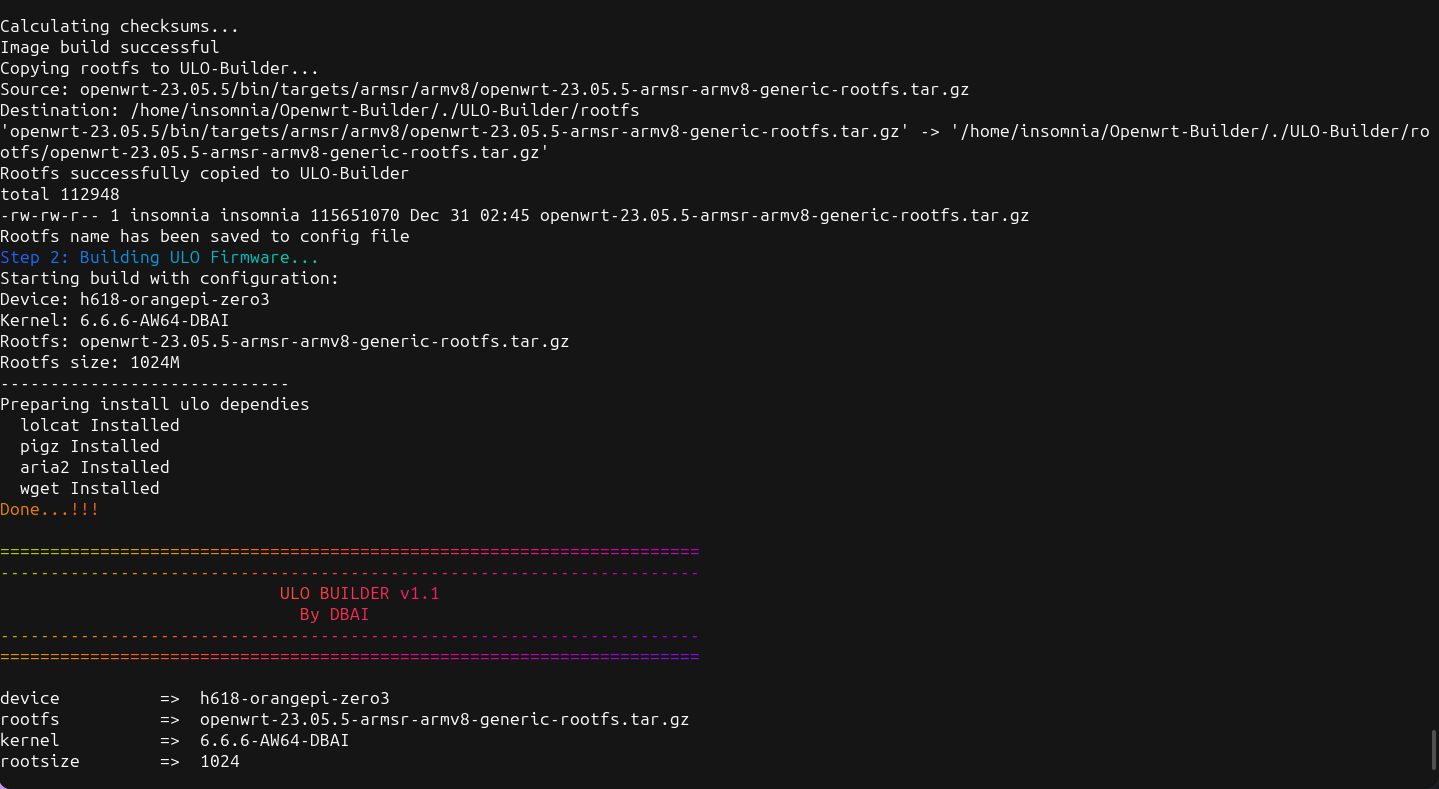 Calculating checksums...
Image build successful
Copying rootfs to ULO-Builder...
Source: openwrt-23.05.5/bin/targets/armsr/armv8/openwrt-23.05.5-armsr-armv8-generic-rootfs.tar.gz
Destination: /home/insomnia/Openwrt-Builder/./ULO-Builder/rootfs
'openwrt-23.05.5/bin/targets/armsr/armv8/openwrt-23.05.5-armsr-armv8-generic-rootfs.tar.gz' -> '/home/insomnia/Openwrt-Builder/./ULO-Builder/ro
otfs/openwrt-23.05.5-armsr-armv8-generic-rootfs.tar.gz'
Rootfs successfully copied to ULO-Builder
total 112948
-rw-rw-r-- 1 insomnia insomnia 115651070 Dec 31 02:45 openwrt-23.05.5-armsr-armv8-generic-rootfs.tar.gz
Rootfs name has been saved to config file
Step 2: Building ULO Firmware...
Starting build with configuration:
Device: h618-orangepi-zero3
Kernel: 6.6.6-AW64-DBAI
Rootfs: openwrt-23.05.5-armsr-armv8-generic-rootfs.tar.gz
Rootfs size: 1024M
-----------------------------
Preparing install ulo dependies
  lolcat Installed
  pigz Installed
  aria2 Installed
  wget Installed
Done...!!!
======================================================================
----------------------------------------------------------------------
ULO BUILDER v1.1
By DBAI
----------------------------------------------------------------------
======================================================================
device          =>  h618-orangepi-zero3
rootfs          =>  openwrt-23.05.5-armsr-armv8-generic-rootfs.tar.gz
kernel          =>  6.6.6-AW64-DBAI
rootsize        =>  1024